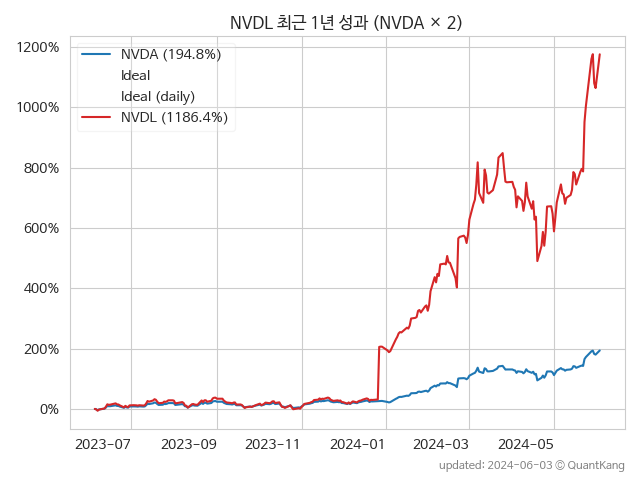 NVDL 최근 1년 성과 (NVDA × 2)
NVDA (194.8%)
Ideal
Ideal (daily)
NVDL (1186.4%)
1200%
1000%
800%
600%
400%
200%
0%
2023-07 2023-09 2023-11 2024-01 2024-03 2024-05
updated: 2024-06-03 © QuantKang